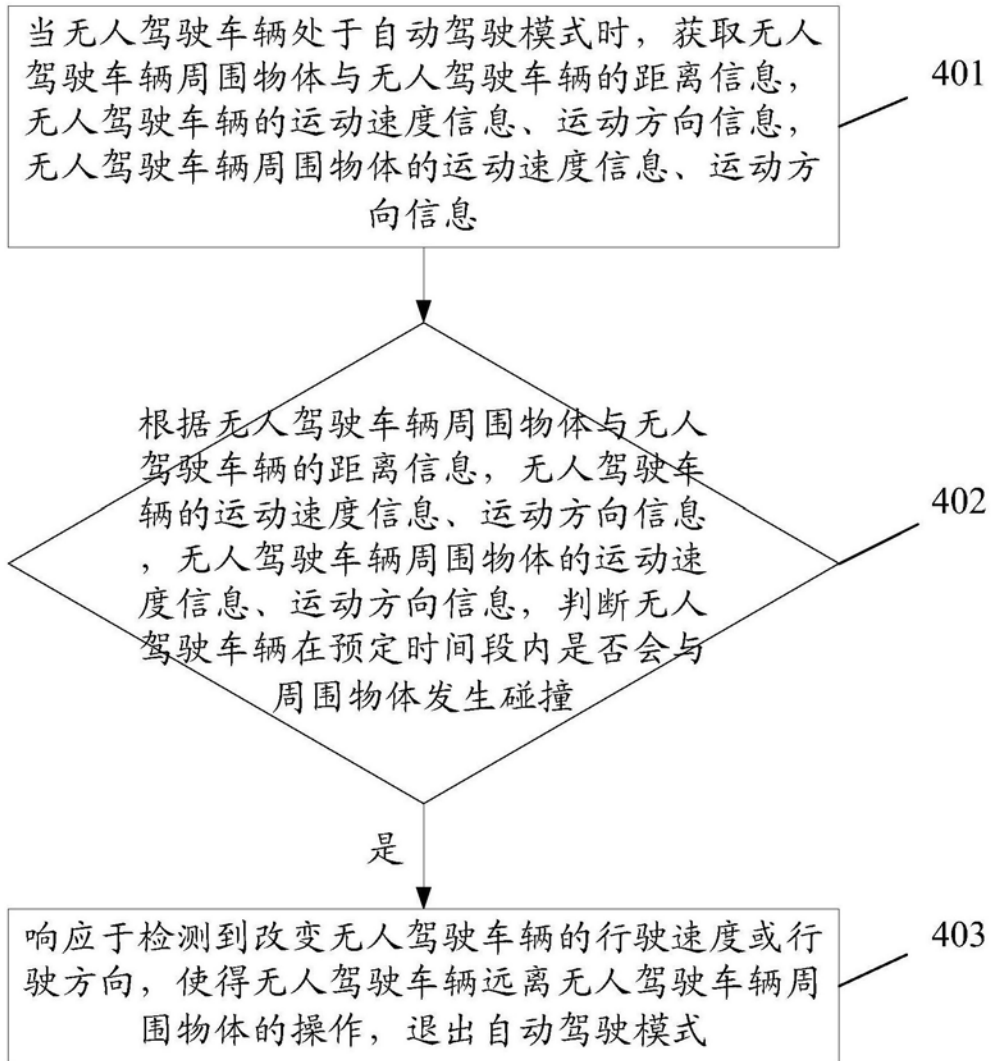 当无人驾驶车辆处于自动驾驶模式时，获取无人
驾驶车辆周围物体与无人驾驶车辆的距离信息，
无人驾驶车辆的运动速度信息、运动方向信息，
无人驾驶车辆周围物体的运动速度信息、运动方
向信息
401
根据无人驾驶车辆周围物体与无人
驾驶车辆的距离信息，无人驾驶车
辆的运动速度信息、运动方向信息
，无人驾驶车辆周围物体的运动速
度信息、运动方向信息，判断无人
驾驶车辆在预定时间段内是否会与
周围物体发生碰撞
402
是
响应于检测到改变无人驾驶车辆的行驶速度或行
驶方向，使得无人驾驶车辆远离无人驾驶车辆周
围物体的操作，退出自动驾驶模式
403